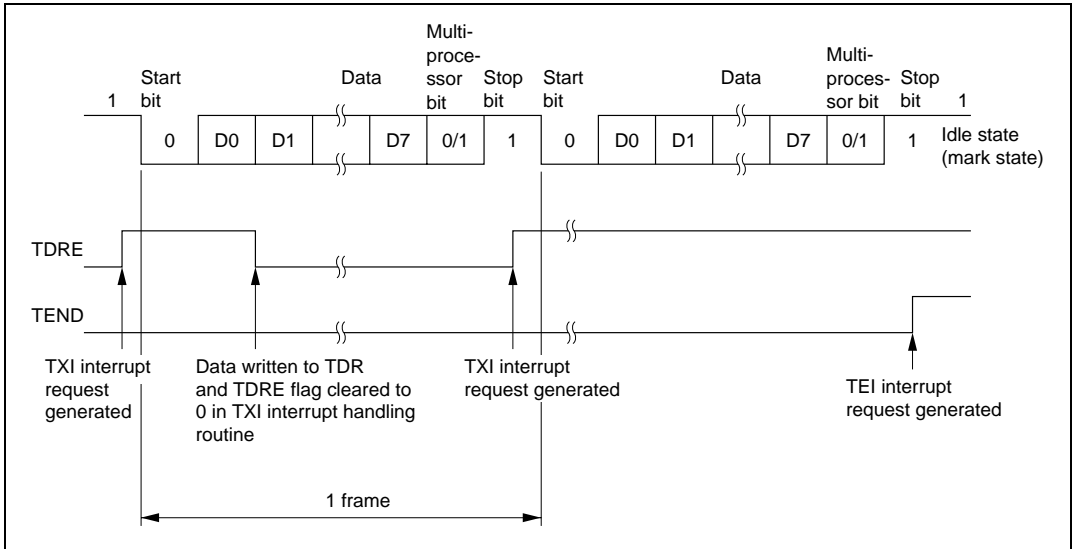 Multi-
proce-
ssor
bit
Start
bit
Data
Stop
bit
Start
bit
Data
Multi-
proces-
sor bit
Stop
bit
1
1
0
D0
D1
D7
0/1
1
0
D0
D1
D7
0/1
1
Idle state
(mark state)
TDRE
TEND
TXI interrupt
request
generated
Data written to TDR
and TDRE flag cleared to
0 in TXI interrupt handling
routine
TXI interrupt
request generated
TEI interrupt
request generated
1 frame